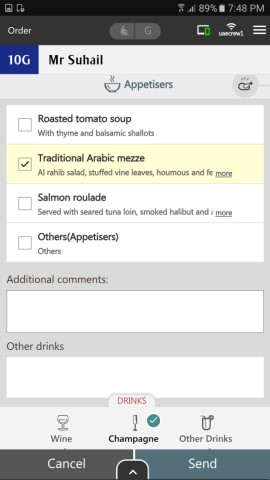 89% 7:48 PM
Order
G
usecrew1
10G Mr Suhail
Appetisers
Roasted tomato soup
With thyme and balsamic shallots
Traditional Arabic mezze
Al rahib salad, stuffed vine leaves, houmous and fe more
Salmon roulade
Served with seared tuna loin, smoked halibut and a more
Others(Appetisers)
Others
Additional comments:
Other drinks
DRINKS
Wine Champagne Other Drinks
Cancel Send